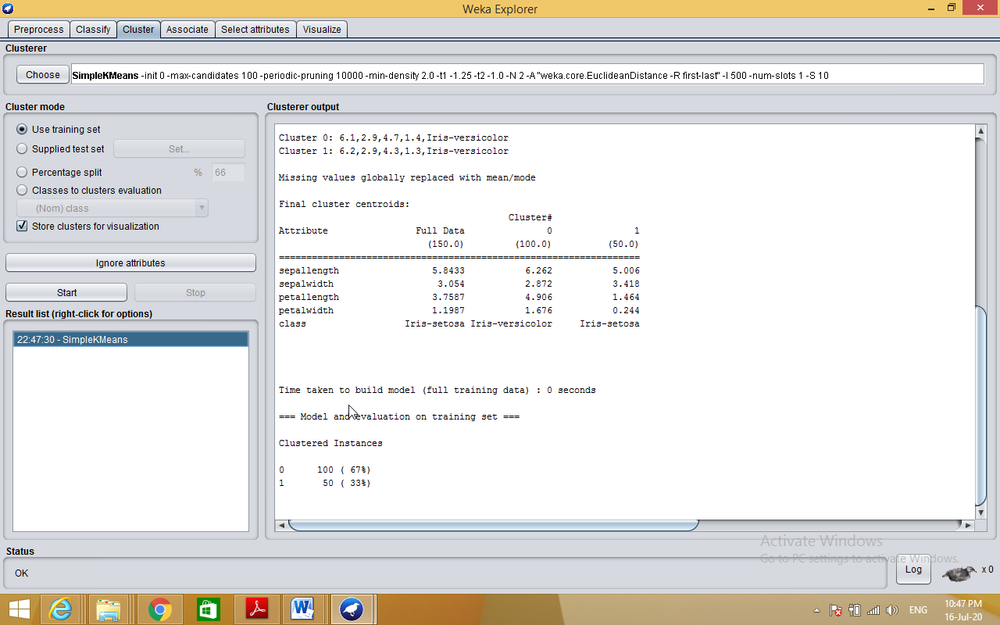 Weka Explorer
Preprocess Classify Cluster Associate Select attributes Visualize
Clusterer
Choose SimpleKMeans -init 0 -max-candidates 100 -periodic-pruning 10000 -min-density 2.0 -t1 -1.25 -t2 -1.0 -N 2 -A "weka.core.EuclideanDistance -R first-last" -I 500 -num-slots 1 -S 10
Cluster mode
Use training set
Supplied test set Set...
Percentage split % 66
Classes to clusters evaluation
(Nom) class
Store clusters for visualization
Ignore attributes
Start Stop
Result list (right-click for options)
22:47:30 - SimpleKMeans
Clusterer output
Cluster 0: 6.1,2.9,4.7,1.4,Iris-versicolor
Cluster 1: 6.2,2.9,4.3,1.3,Iris-versicolor
Missing values globally replaced with mean/mode
Final cluster centroids:
Cluster#
Attribute Full Data 0 1
(150.0) (100.0) (50.0)
==================================================================
sepallength 5.8433 6.262 5.006
sepalwidth 3.054 2.872 3.418
petallength 3.7587 4.906 1.464
petalwidth 1.1987 1.676 0.244
class Iris-setosa Iris-versicolor Iris-setosa
Time taken to build model (full training data) : 0 seconds
=== Model and evaluation on training set ===
Clustered Instances
0 100 ( 67%)
1 50 ( 33%)
Activate Windows
Go to PC settings to activate Windows.
Status
OK
Log x 0
ENG
10:47 PM
16-Jul-20